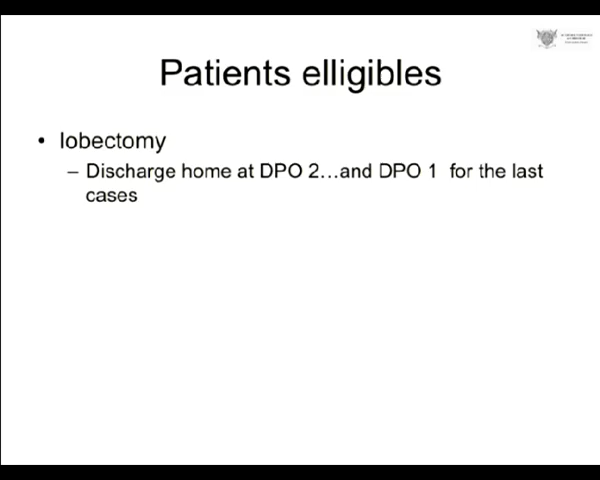 Patients elligibles
• lobectomy
– Discharge home at DPO 2…and DPO 1 for the last
cases